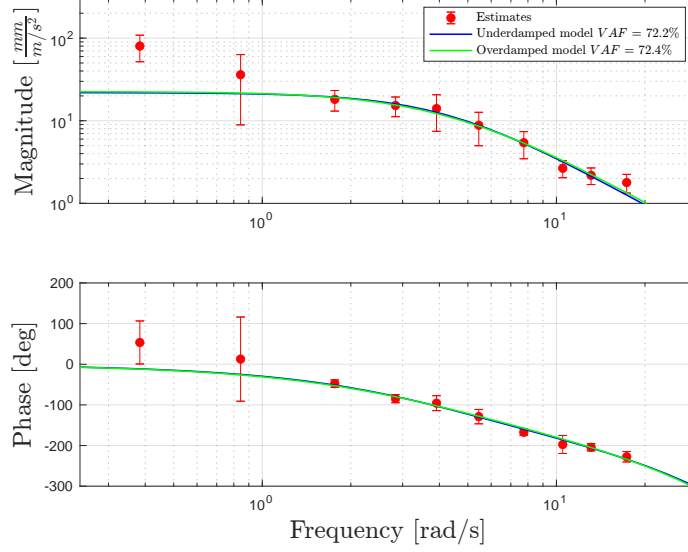 Estimates
Underdamped model VAF = 72.2%
Overdamped model VAF = 72.4%
Magnitude [mm/m/s²]
10²
10¹
10⁰
10⁰
10¹
Phase [deg]
200
100
0
-100
-200
-300
10⁰
10¹
Frequency [rad/s]